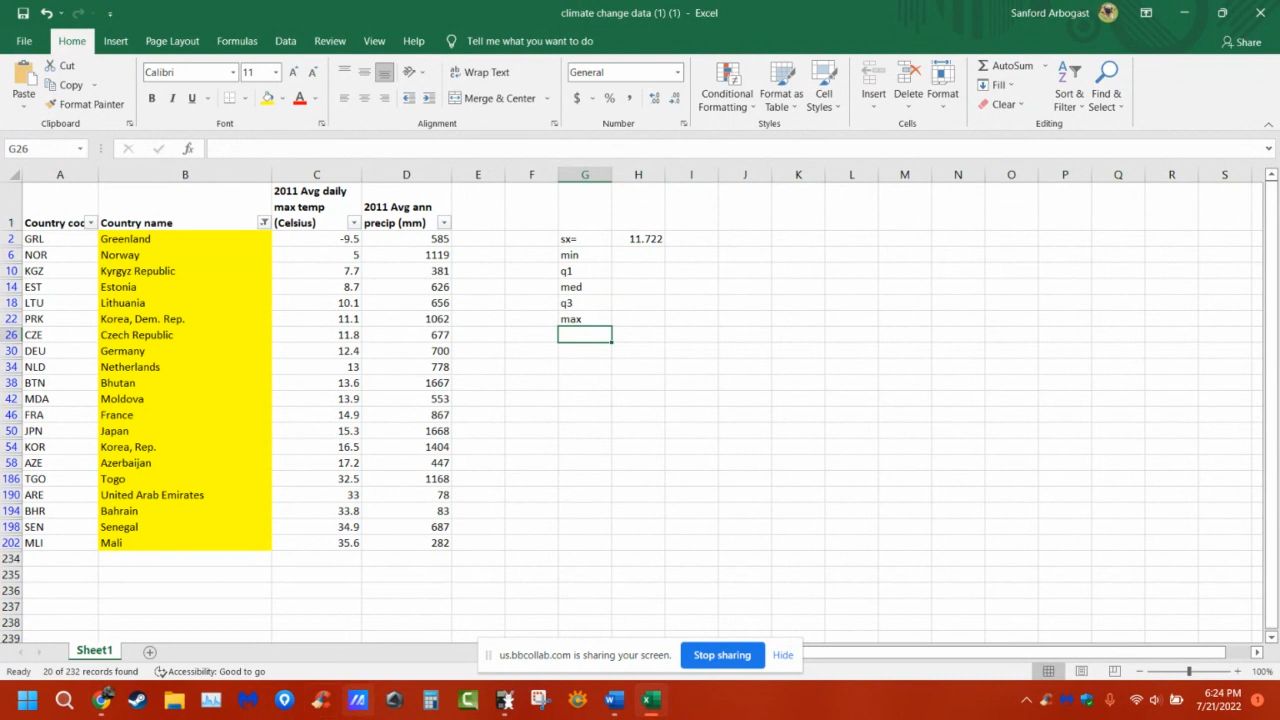 climate change data (1) (1) - Excel
Sanford Arbogast
File Home Insert Page Layout Formulas Data Review View Help Tell me what you want to do
Share
Paste
Cut
Copy
Format Painter
Clipboard
Calibri 11
B I U
Font
Wrap Text
Merge & Center
Alignment
General
$ % ,
Number
Conditional Formatting
Format as Table
Cell Styles
Styles
Insert Delete Format
Cells
AutoSum
Fill
Clear
Sort & Filter
Find & Select
Editing
G26 fx
A B C D E F G H I J K L M N O P Q R S
1 Country cod Country name 2011 Avg daily max temp (Celsius) 2011 Avg ann precip (mm)
2 GRL Greenland -9.5 585 sx= 11.722
6 NOR Norway 5 1119 min
10 KGZ Kyrgyz Republic 7.7 381 q1
14 EST Estonia 8.7 626 med
18 LTU Lithuania 10.1 656 q3
22 PRK Korea, Dem. Rep. 11.1 1062 max
26 CZE Czech Republic 11.8 677
30 DEU Germany 12.4 700
34 NLD Netherlands 13 778
38 BTN Bhutan 13.6 1667
42 MDA Moldova 13.9 553
46 FRA France 14.9 867
50 JPN Japan 15.3 1668
54 KOR Korea, Rep. 16.5 1404
58 AZE Azerbaijan 17.2 447
186 TGO Togo 32.5 1168
190 ARE United Arab Emirates 33 78
194 BHR Bahrain 33.8 83
198 SEN Senegal 34.9 687
202 MLI Mali 35.6 282
234
235
236
237
238
239
Sheet1
us.bbcollab.com is sharing your screen. Stop sharing Hide
Ready 20 of 232 records found Accessibility: Good to go 100%
6:24 PM
7/21/2022